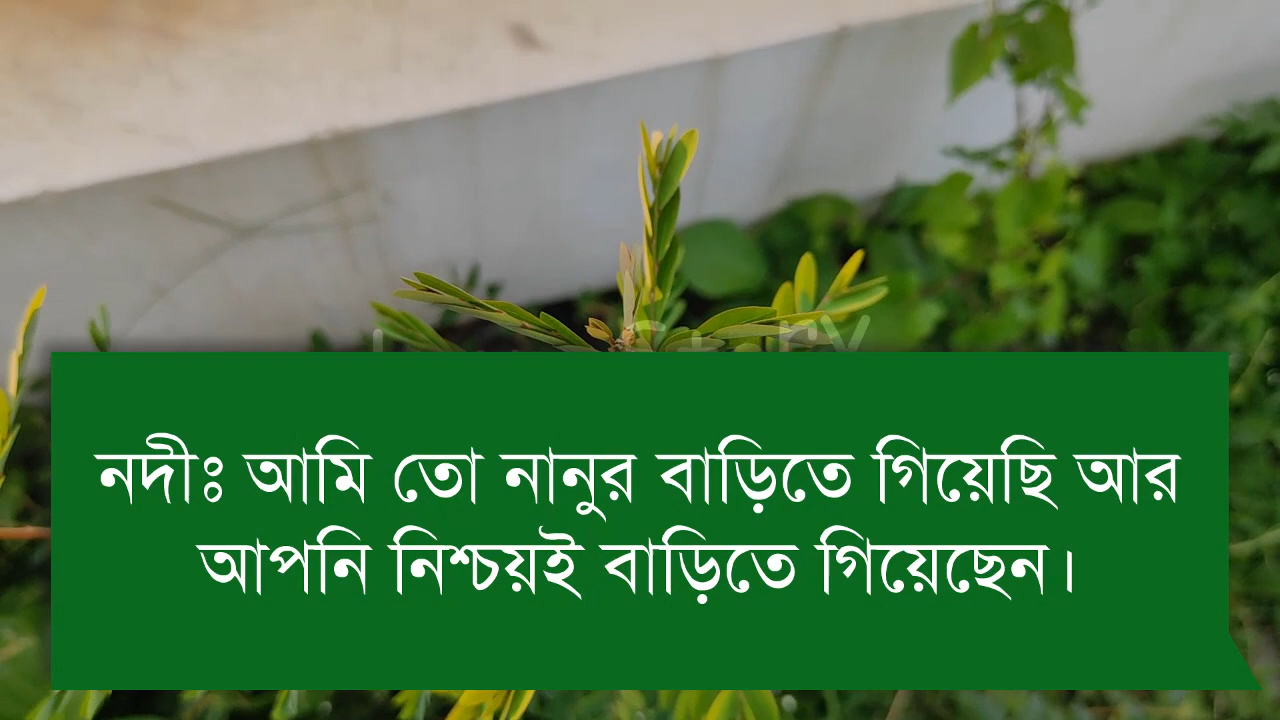 নদীঃ আমি তো নানুর বাড়িতে গিয়েছি আর
আপনি নিশ্চয়ই বাড়িতে গিয়েছেন।